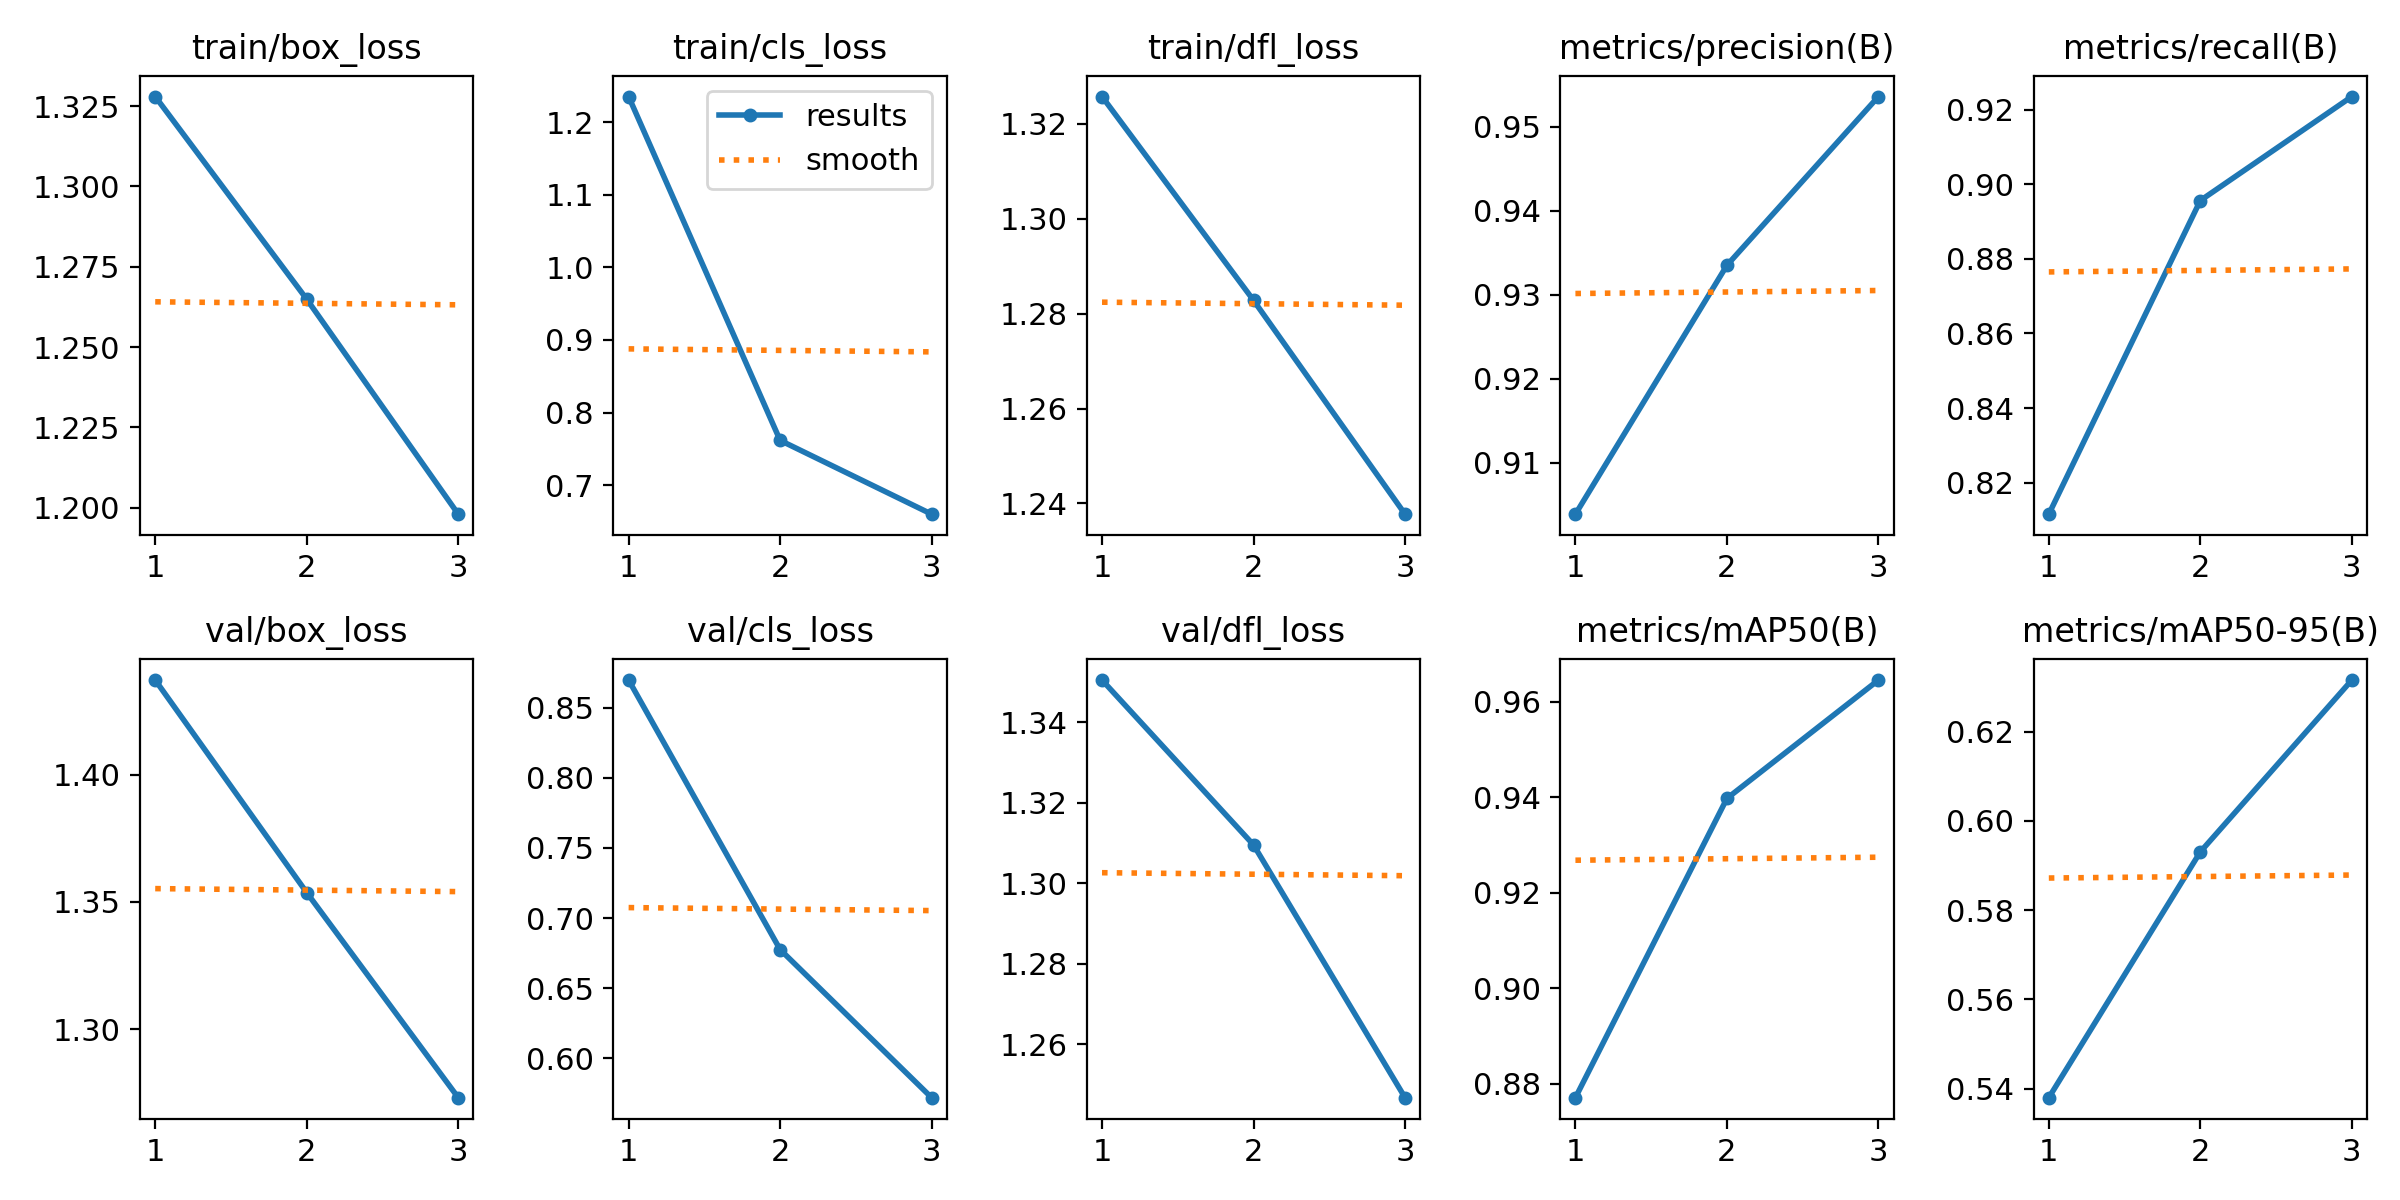 train/box_loss
1.325
1.300
1.275
1.250
1.225
1.200
1 2 3
train/cls_loss
results
smooth
1.2
1.1
1.0
0.9
0.8
0.7
1 2 3
train/dfl_loss
1.32
1.30
1.28
1.26
1.24
1 2 3
metrics/precision(B)
0.95
0.94
0.93
0.92
0.91
1 2 3
metrics/recall(B)
0.92
0.90
0.88
0.86
0.84
0.82
1 2 3
val/box_loss
1.40
1.35
1.30
1 2 3
val/cls_loss
0.85
0.80
0.75
0.70
0.65
0.60
1 2 3
val/dfl_loss
1.34
1.32
1.30
1.28
1.26
1 2 3
metrics/mAP50(B)
0.96
0.94
0.92
0.90
0.88
1 2 3
metrics/mAP50-95(B)
0.62
0.60
0.58
0.56
0.54
1 2 3